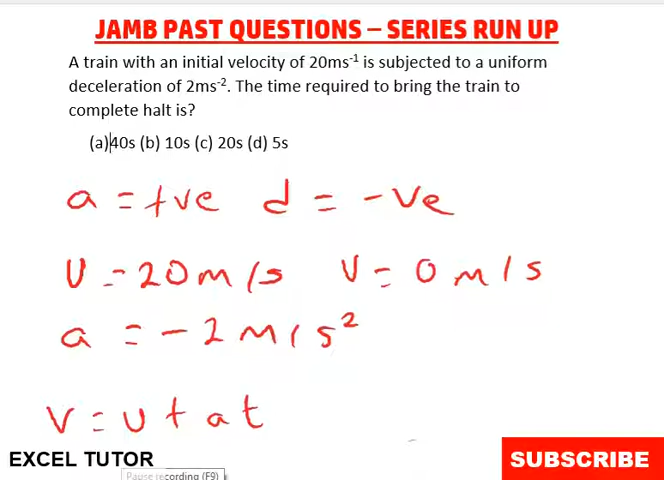 JAMB PAST QUESTIONS – SERIES RUN UP
A train with an initial velocity of 20ms⁻¹ is subjected to a uniform
deceleration of 2ms⁻². The time required to bring the train to
complete halt is?
(a)40s (b) 10s (c) 20s (d) 5s
a = +ve d = -ve
U = 20m/s V = 0m/s
a = -2m/s²
V = U + at
EXCEL TUTOR
SUBSCRIBE
Pause recording (F9)